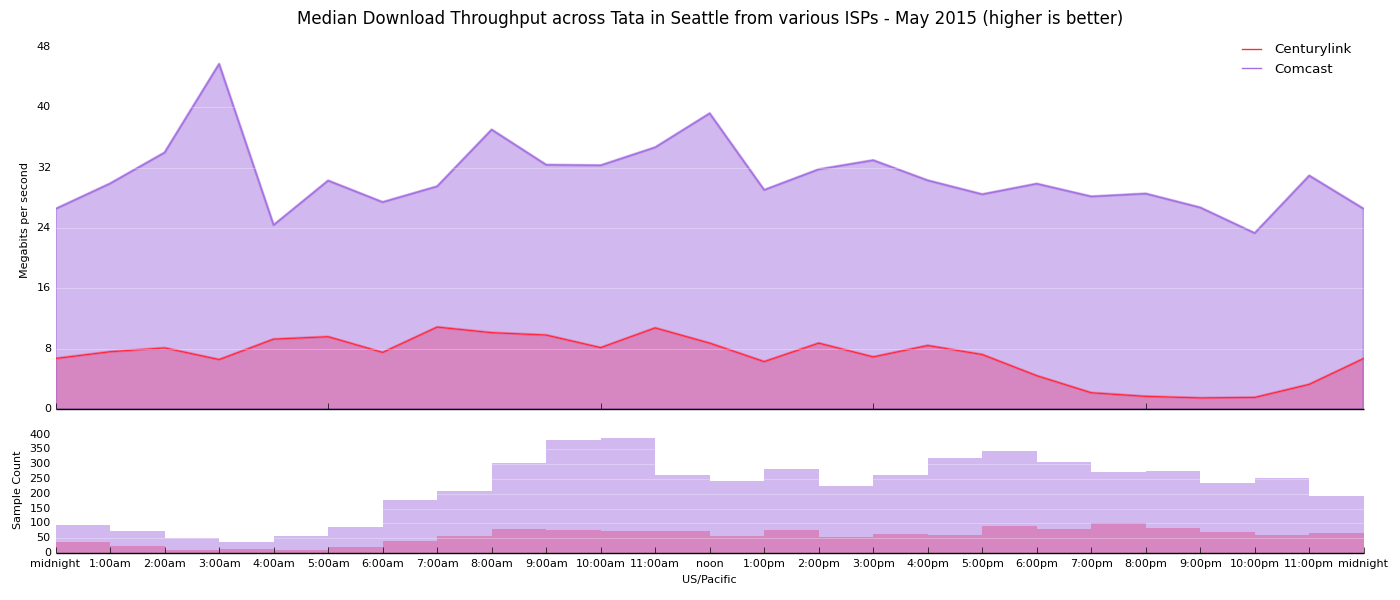 Median Download Throughput across Tata in Seattle from various ISPs - May 2015 (higher is better)
Centurylink
Comcast
Megabits per second
48
40
32
24
16
8
0
Sample Count
400
350
300
250
200
150
100
50
0
midnight 1:00am 2:00am 3:00am 4:00am 5:00am 6:00am 7:00am 8:00am 9:00am 10:00am 11:00am noon 1:00pm 2:00pm 3:00pm 4:00pm 5:00pm 6:00pm 7:00pm 8:00pm 9:00pm 10:00pm 11:00pm midnight
US/Pacific